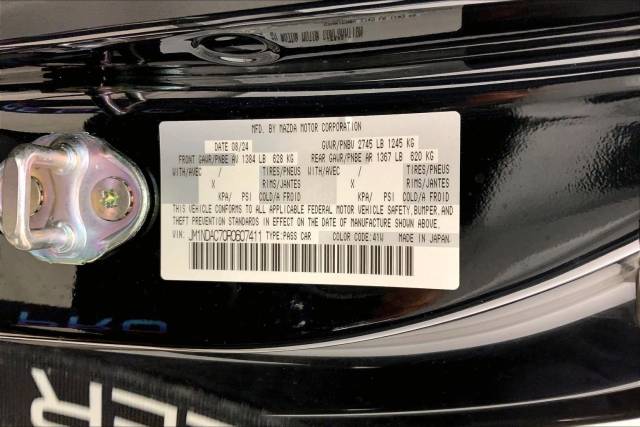 MFD. BY MAZDA MOTOR CORPORATION
DATE 08/24 GVWR/PNBV 2745 LB 1245 KG
FRONT GAWR/PNBE AV 1384 LB 628 KG REAR GAWR/PNBE AR 1367 LB 620 KG
WITH/AVEC / TIRES/PNEUS WITH/AVEC / TIRES/PNEUS
X RIMS/JANTES X RIMS/JANTES
KPA/ PSI COLD/A FROID KPA/ PSI COLD/A FROID
THIS VEHICLE CONFORMS TO ALL APPLICABLE FEDERAL MOTOR VEHICLE SAFETY, BUMPER, AND
THEFT PREVENTION STANDARDS IN EFFECT ON THE DATE OF MANUFACTURE SHOWN ABOVE.
VIN: JM1NDAC70R0607411 TYPE:PASS CAR COLOR CODE:41W MADE IN JAPAN